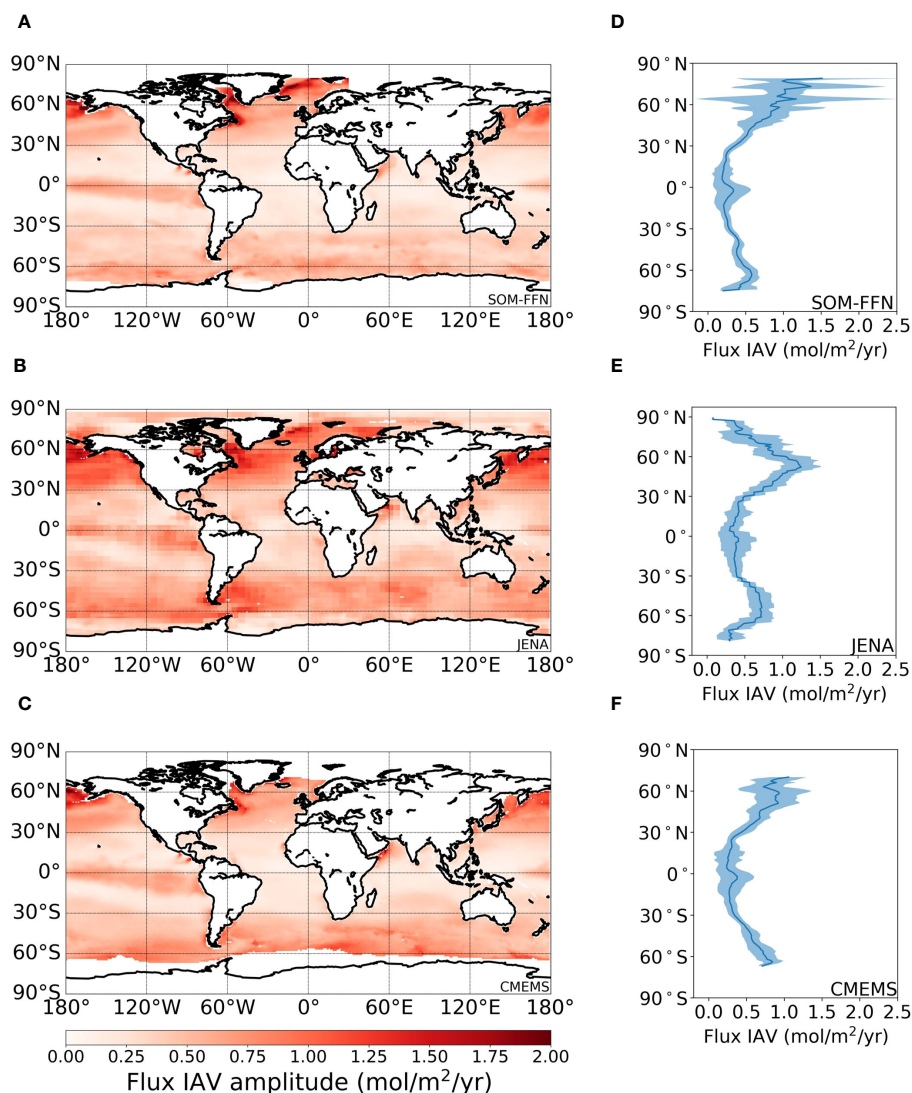 A
90°N
60°N
30°N
0°
30°S
60°S
90°S
180° 120°W 60°W 0° 60°E 120°E 180°
SOM-FFN
D
90°N
60°N
30°N
0°
30°S
60°S
90°S
SOM-FFN
0.0 0.5 1.0 1.5 2.0 2.5
Flux IAV (mol/m²/yr)
B
90°N
60°N
30°N
0°
30°S
60°S
90°S
180° 120°W 60°W 0° 60°E 120°E 180°
JENA
E
90°N
60°N
30°N
0°
30°S
60°S
90°S
JENA
0.0 0.5 1.0 1.5 2.0 2.5
Flux IAV (mol/m²/yr)
C
90°N
60°N
30°N
0°
30°S
60°S
90°S
180° 120°W 60°W 0° 60°E 120°E 180°
CMEMS
F
90°N
60°N
30°N
0°
30°S
60°S
90°S
CMEMS
0.0 0.5 1.0 1.5 2.0 2.5
Flux IAV (mol/m²/yr)
0.00 0.25 0.50 0.75 1.00 1.25 1.50 1.75 2.00
Flux IAV amplitude (mol/m²/yr)